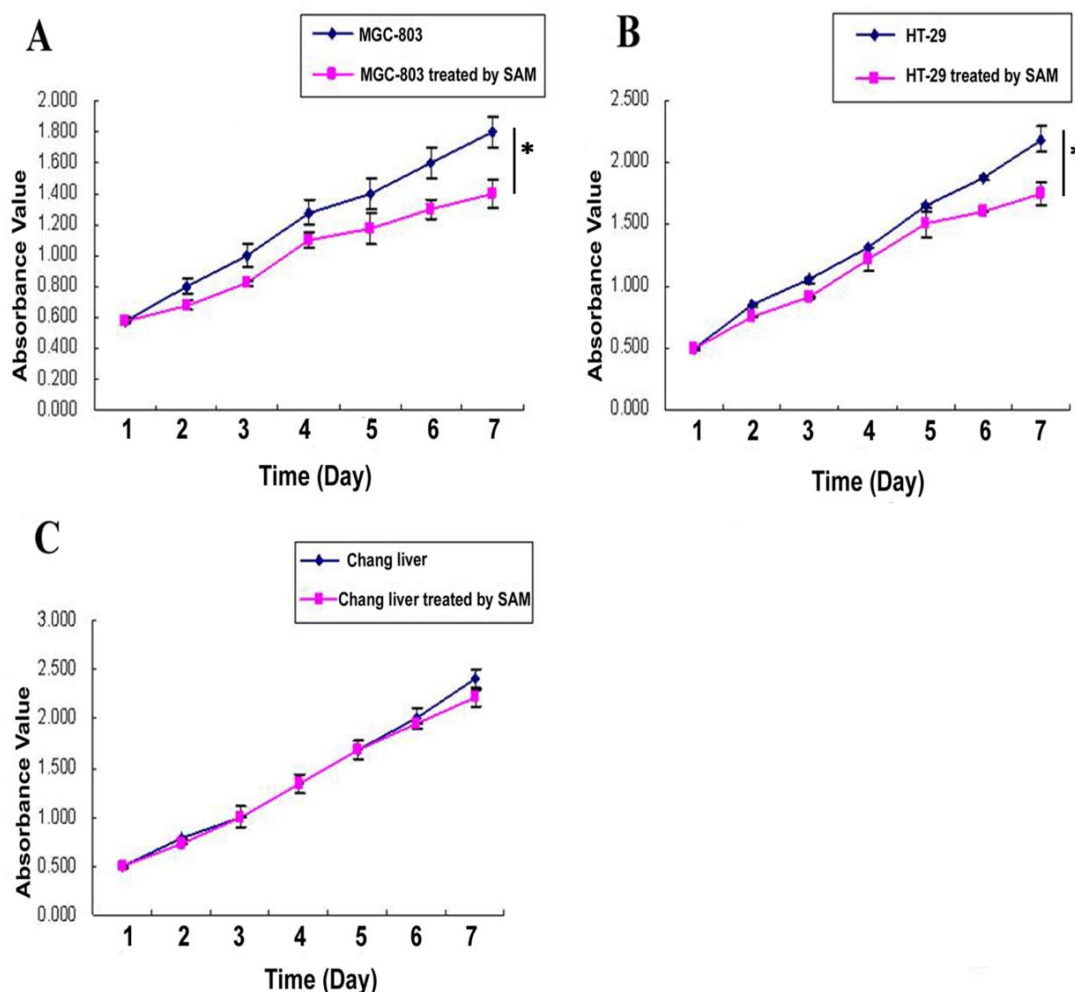 A
MGC-803
MGC-803 treated by SAM
Absorbance Value
2.000
1.800
1.600
1.400
1.200
1.000
0.800
0.600
0.400
0.200
0.000
*
1 2 3 4 5 6 7
Time (Day)
B
HT-29
HT-29 treated by SAM
Absorbance Value
2.500
2.000
1.500
1.000
0.500
0.000
*
1 2 3 4 5 6 7
Time (Day)
C
Chang liver
Chang liver treated by SAM
Absorbance Value
3.000
2.500
2.000
1.500
1.000
0.500
0.000
1 2 3 4 5 6 7
Time (Day)